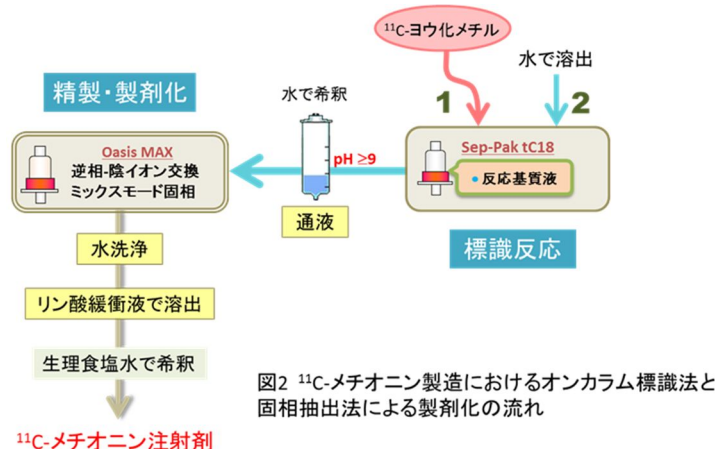 ¹¹C-ヨウ化メチル
水で溶出
1
2
精製・製剤化
水で希釈
Oasis MAX
逆相-陰イオン交換
ミックスモード固相
pH ≥9
Sep-Pak tC18
• 反応基質液
通液
標識反応
水洗浄
リン酸緩衝液で溶出
生理食塩水で希釈
¹¹C-メチオニン注射剤
図2 ¹¹C-メチオニン製造におけるオンカラム標識法と
固相抽出法による製剤化の流れ